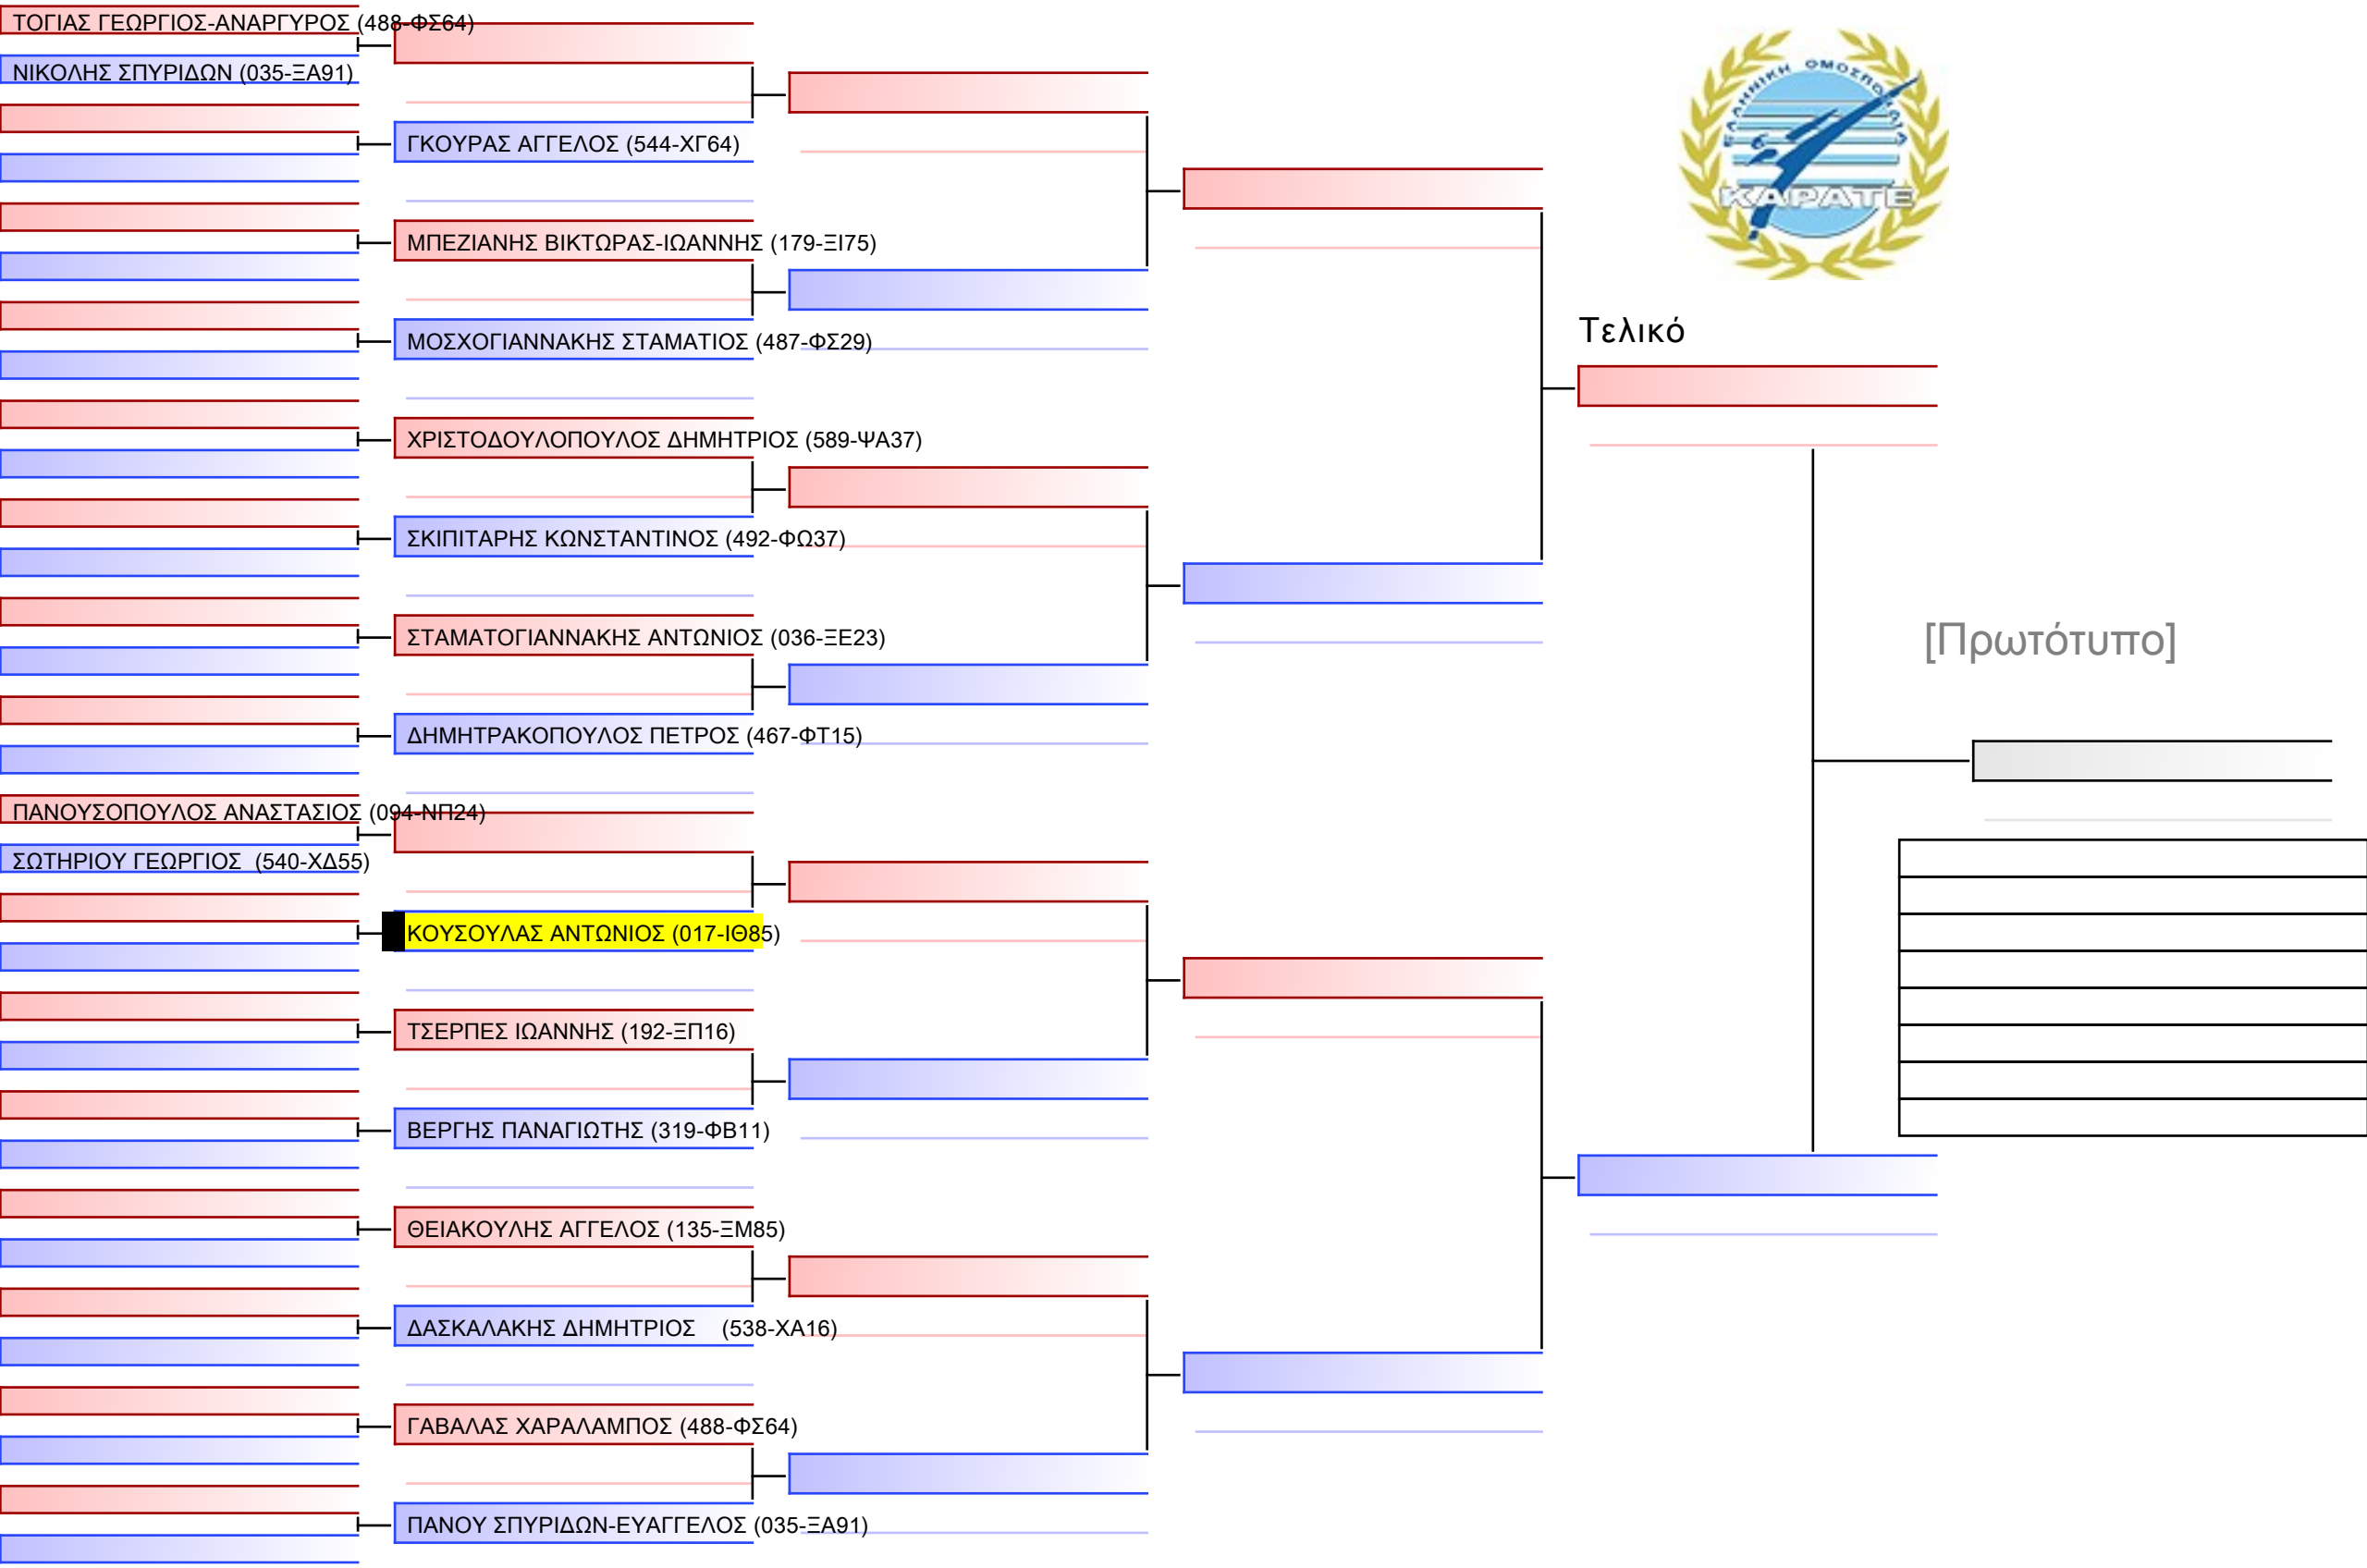 ΤΟΓΙΑΣ ΓΕΩΡΓΙΟΣ-ΑΝΑΡΓΥΡΟΣ (488-ΦΣ64)
ΝΙΚΟΛΗΣ ΣΠΥΡΙΔΩΝ (035-ΞΑ91)
ΓΚΟΥΡΑΣ ΑΓΓΕΛΟΣ (544-ΧΓ64)
ΜΠΕΖΙΑΝΗΣ ΒΙΚΤΩΡΑΣ-ΙΩΑΝΝΗΣ (179-ΞΙ75)
ΜΟΣΧΟΓΙΑΝΝΑΚΗΣ ΣΤΑΜΑΤΙΟΣ (487-ΦΣ29)
ΧΡΙΣΤΟΔΟΥΛΟΠΟΥΛΟΣ ΔΗΜΗΤΡΙΟΣ (589-ΨΑ37)
ΣΚΙΠΙΤΑΡΗΣ ΚΩΝΣΤΑΝΤΙΝΟΣ (492-ΦΩ37)
ΣΤΑΜΑΤΟΓΙΑΝΝΑΚΗΣ ΑΝΤΩΝΙΟΣ (036-ΞΕ23)
ΔΗΜΗΤΡΑΚΟΠΟΥΛΟΣ ΠΕΤΡΟΣ (467-ΦΤ15)
ΠΑΝΟΥΣΟΠΟΥΛΟΣ ΑΝΑΣΤΑΣΙΟΣ (094-ΝΠ24)
ΣΩΤΗΡΙΟΥ ΓΕΩΡΓΙΟΣ (540-ΧΔ55)
ΚΟΥΣΟΥΛΑΣ ΑΝΤΩΝΙΟΣ (017-ΙΘ85)
ΤΣΕΡΠΕΣ ΙΩΑΝΝΗΣ (192-ΞΠ16)
ΒΕΡΓΗΣ ΠΑΝΑΓΙΩΤΗΣ (319-ΦΒ11)
ΘΕΙΑΚΟΥΛΗΣ ΑΓΓΕΛΟΣ (135-ΞΜ85)
ΔΑΣΚΑΛΑΚΗΣ ΔΗΜΗΤΡΙΟΣ (538-ΧΑ16)
ΓΑΒΑΛΑΣ ΧΑΡΑΛΑΜΠΟΣ (488-ΦΣ64)
ΠΑΝΟΥ ΣΠΥΡΙΔΩΝ-ΕΥΑΓΓΕΛΟΣ (035-ΞΑ91)
ΕΛΛΗΝΙΚΗ ΟΜΟΣΠΟΝΔΙΑ
ΚΑΡΑΤΕ
Τελικό
[Πρωτότυπο]